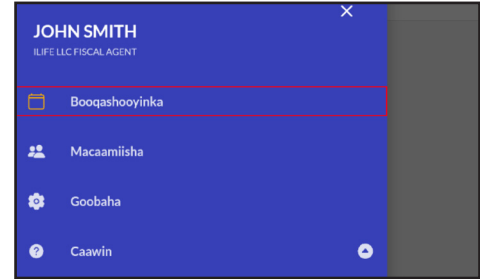 JOHN SMITH
ILIFE LLC FISCAL AGENT
Booqashooyinka
Macaamiisha
Goobaha
Caawin